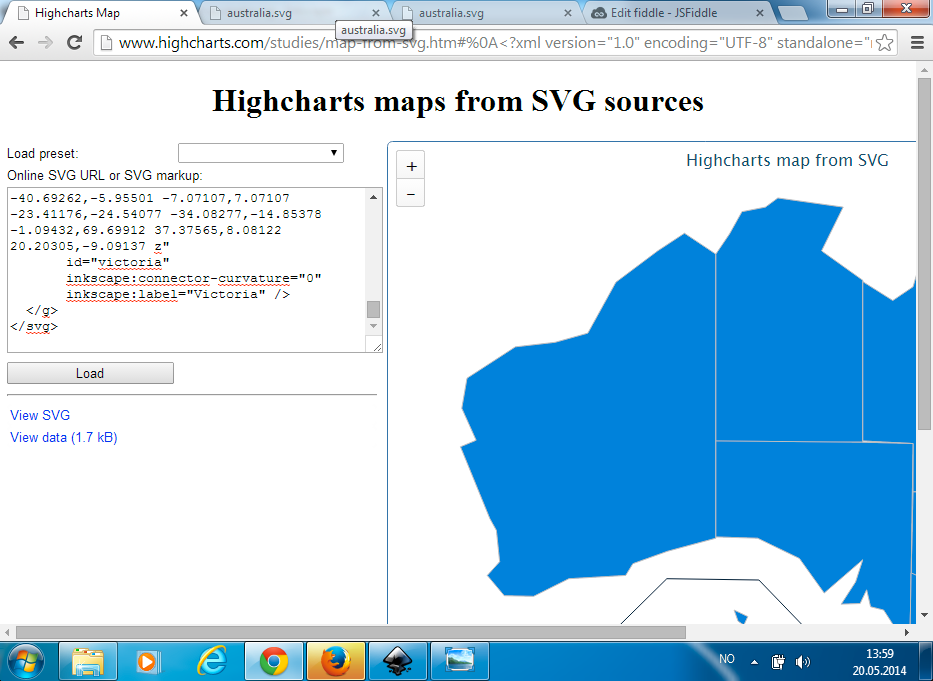 Highcharts Map
australia.svg
australia.svg
Edit fiddle - JSFiddle
australia.svg
www.highcharts.com/studies/map-from-svg.htm#%0A<?xml version="1.0" encoding="UTF-8" standalone="
Highcharts maps from SVG sources
Load preset:
Online SVG URL or SVG markup:
-40.69262,-5.95501 -7.07107,7.07107
-23.41176,-24.54077 -34.08277,-14.85378
-1.09432,69.69912 37.37565,8.08122
20.20305,-9.09137 z"
id="victoria"
inkscape:connector-curvature="0"
inkscape:label="Victoria" />
</g>
</svg>
Load
View SVG
View data (1.7 kB)
+
−
Highcharts map from SVG
NO
13:59
20.05.2014